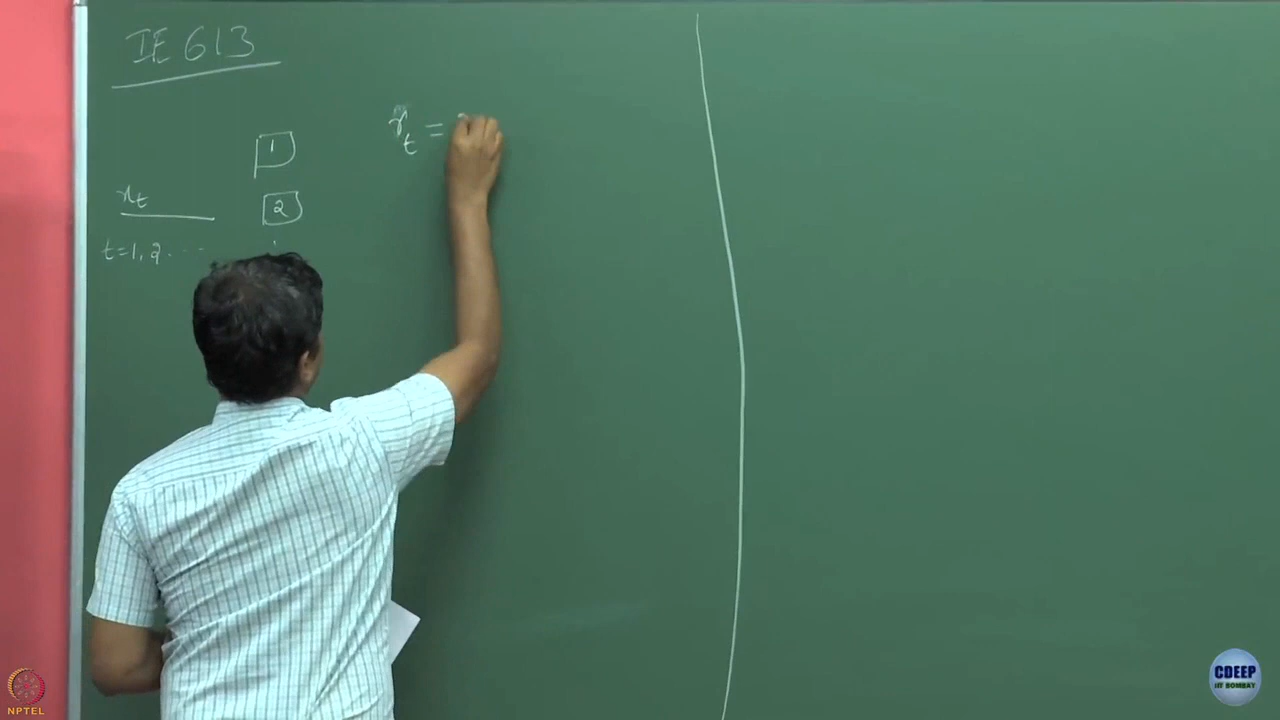 IE 613
1
x_t
2
t=1, 2 . . . .
r_t =
NPTEL
CDEEP
IIT BOMBAY